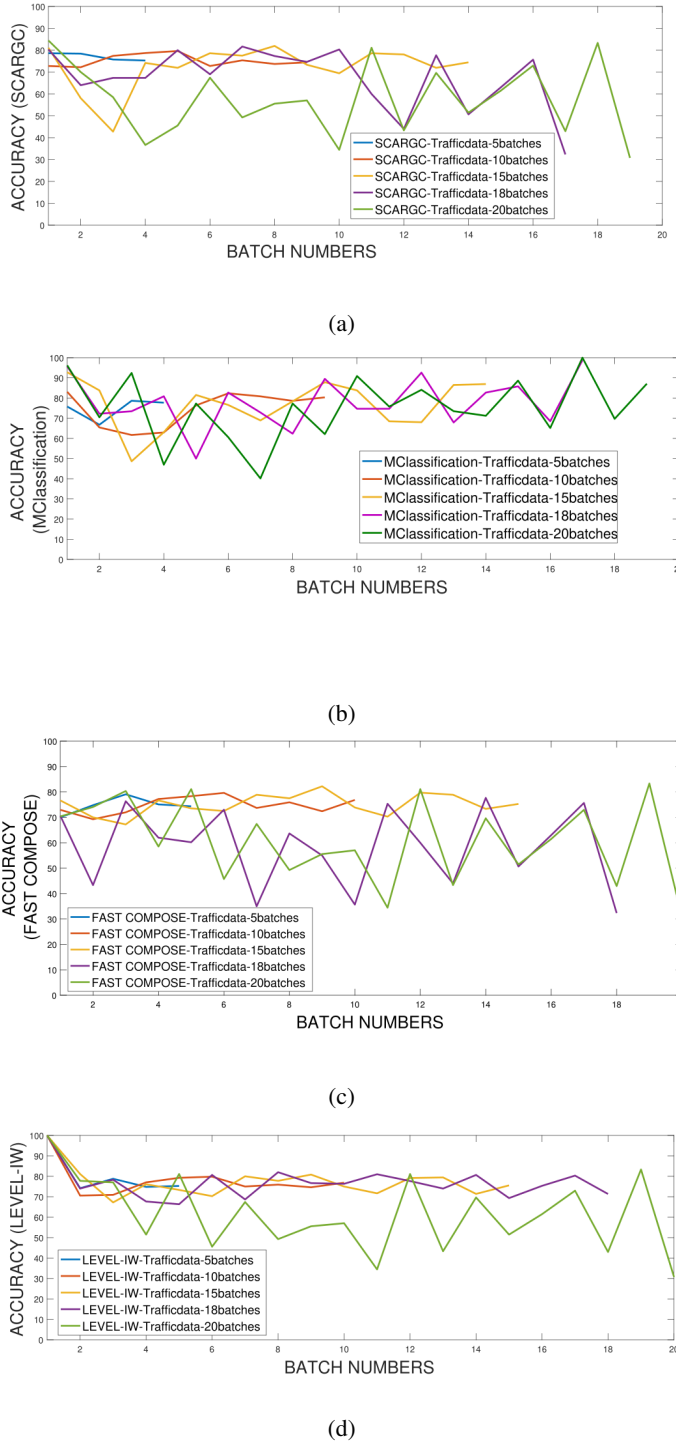 100
90
80
70
60
50
40
30
20
10
0
ACCURACY (SCARGC)
SCARGC-Trafficdata-5batches
SCARGC-Trafficdata-10batches
SCARGC-Trafficdata-15batches
SCARGC-Trafficdata-18batches
SCARGC-Trafficdata-20batches
2 4 6 8 10 12 14 16 18 20
BATCH NUMBERS
(a)
100
90
80
70
60
50
40
30
20
10
0
ACCURACY
(MClassification)
MClassification-Trafficdata-5batches
MClassification-Trafficdata-10batches
MClassification-Trafficdata-15batches
MClassification-Trafficdata-18batches
MClassification-Trafficdata-20batches
2 4 6 8 10 12 14 16 18
BATCH NUMBERS
(b)
100
90
80
70
60
50
40
30
20
10
0
ACCURACY
(FAST COMPOSE)
FAST COMPOSE-Trafficdata-5batches
FAST COMPOSE-Trafficdata-10batches
FAST COMPOSE-Trafficdata-15batches
FAST COMPOSE-Trafficdata-18batches
FAST COMPOSE-Trafficdata-20batches
2 4 6 8 10 12 14 16 18
BATCH NUMBERS
(c)
100
90
80
70
60
50
40
30
20
10
0
ACCURACY (LEVEL-IW)
LEVEL-IW-Trafficdata-5batches
LEVEL-IW-Trafficdata-10batches
LEVEL-IW-Trafficdata-15batches
LEVEL-IW-Trafficdata-18batches
LEVEL-IW-Trafficdata-20batches
2 4 6 8 10 12 14 16 18 20
BATCH NUMBERS
(d)